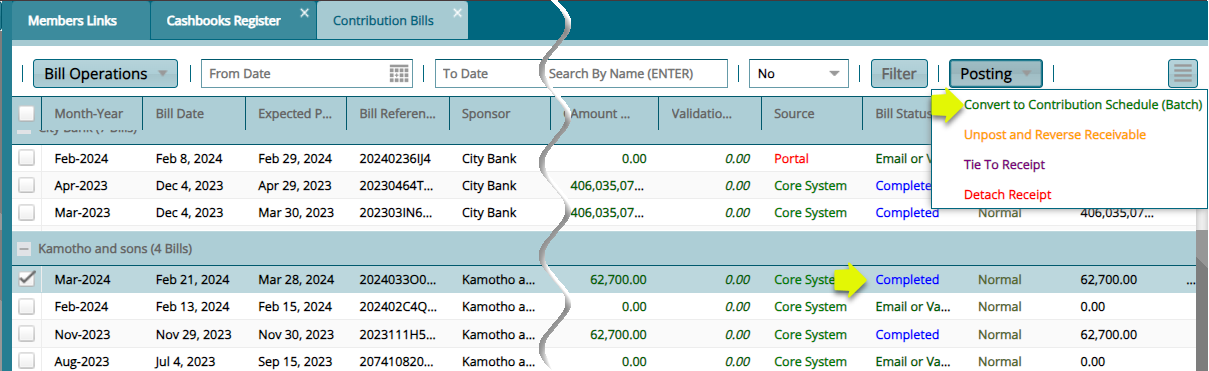 Members Links Cashbooks Register Contribution Bills
Bill Operations From Date To Date Search By Name (ENTER) No Filter Posting
Convert to Contribution Schedule (Batch)
Unpost and Reverse Receivable
Tie To Receipt
Detach Receipt
Month-Year Bill Date Expected P... Bill Referen... Sponsor Amount ... Validatio... Source Bill Status
City Bank (7 Bills)
Feb-2024 Feb 8, 2024 Feb 29, 2024 20240236IJ4 City Bank 0.00 0.00 Portal Email or V
Apr-2023 Dec 4, 2023 Apr 29, 2023 20230464T... City Bank 406,035,07... 0.00 Core System Completed
Mar-2023 Dec 4, 2023 Mar 30, 2023 202303IN6... City Bank 406,035,07... 0.00 Core System Completed Normal 406,035,07...
Kamotho and sons (4 Bills)
Mar-2024 Feb 21, 2024 Mar 28, 2024 2024033O0... Kamotho a... 62,700.00 0.00 Core System Completed Normal 62,700.00 ...
Feb-2024 Feb 13, 2024 Feb 15, 2024 202402C4Q... Kamotho a... 0.00 0.00 Core System Email or Va... Normal 0.00
Nov-2023 Nov 29, 2023 Nov 30, 2023 2023111H5... Kamotho a... 62,700.00 0.00 Core System Completed Normal 62,700.00
Aug-2023 Jul 4, 2023 Sep 15, 2023 207410820... Kamotho a... 0.00 0.00 Core System Email or Va... Normal 0.00